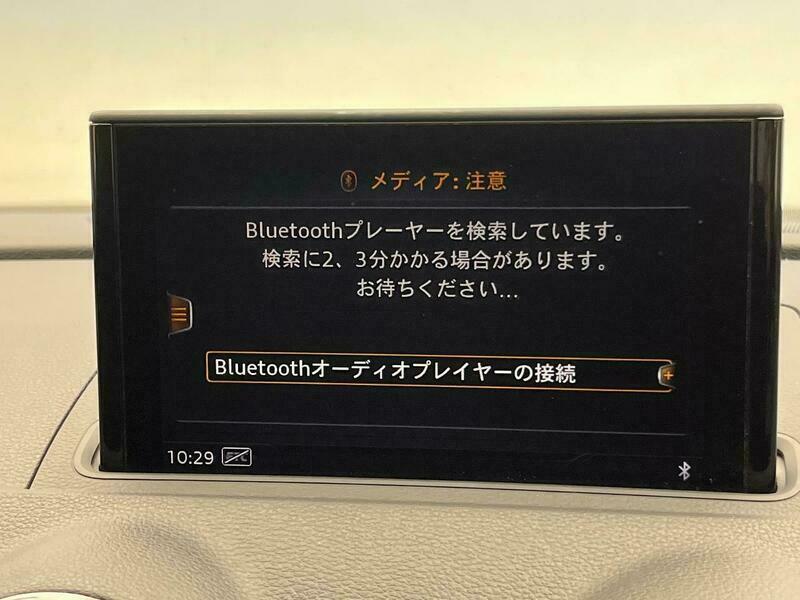 メディア: 注意
Bluetoothプレーヤーを検索しています。
検索に2、3分かかる場合があります。
お待ちください...
Bluetoothオーディオプレイヤーの接続
10:29 ETC